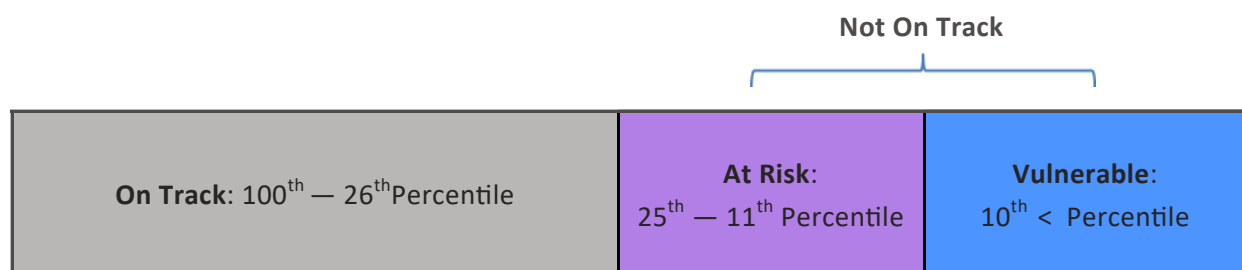 Not On Track
On Track: 100th — 26thPercentile
At Risk:
25th — 11th Percentile
Vulnerable:
10th < Percentile